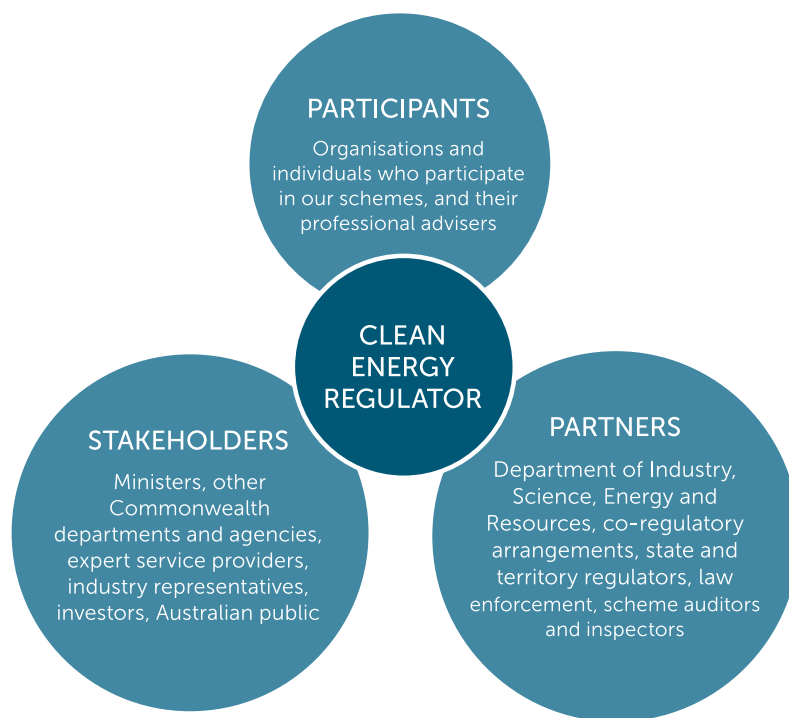 PARTICIPANTS
Organisations and
individuals who participate
in our schemes, and their
professional advisers
CLEAN
ENERGY
REGULATOR
STAKEHOLDERS
Ministers, other
Commonwealth
departments and agencies,
expert service providers,
industry representatives,
investors, Australian public
PARTNERS
Department of Industry,
Science, Energy and
Resources, co-regulatory
arrangements, state and
territory regulators, law
enforcement, scheme auditors
and inspectors